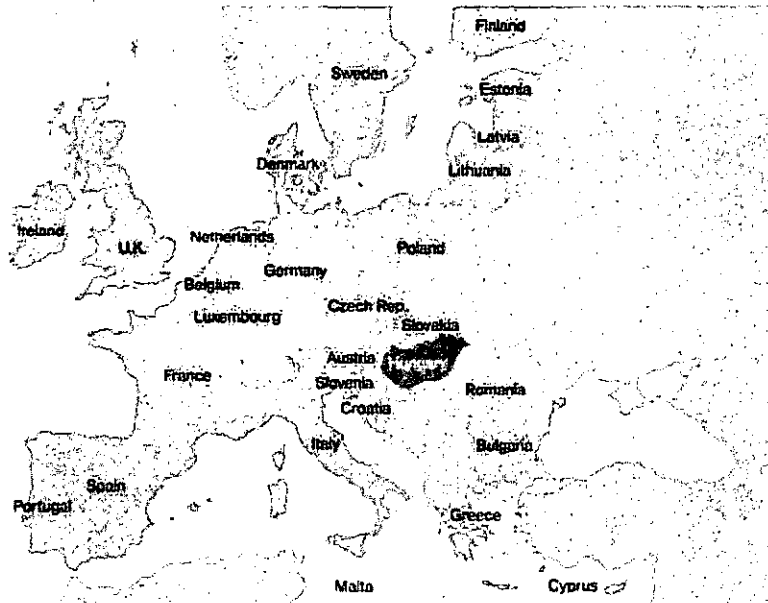 Finland
Sweden
Estonia
Latvia
Denmark
Lithuania
Ireland
U.K.
Netherlands
Poland
Germany
Belgium
Czech Rep.
Luxembourg
Slovakia
Austria
France
Slovenia
Romania
Croatia
Italy
Bulgaria
Spain
Portugal
Greece
Malta
Cyprus